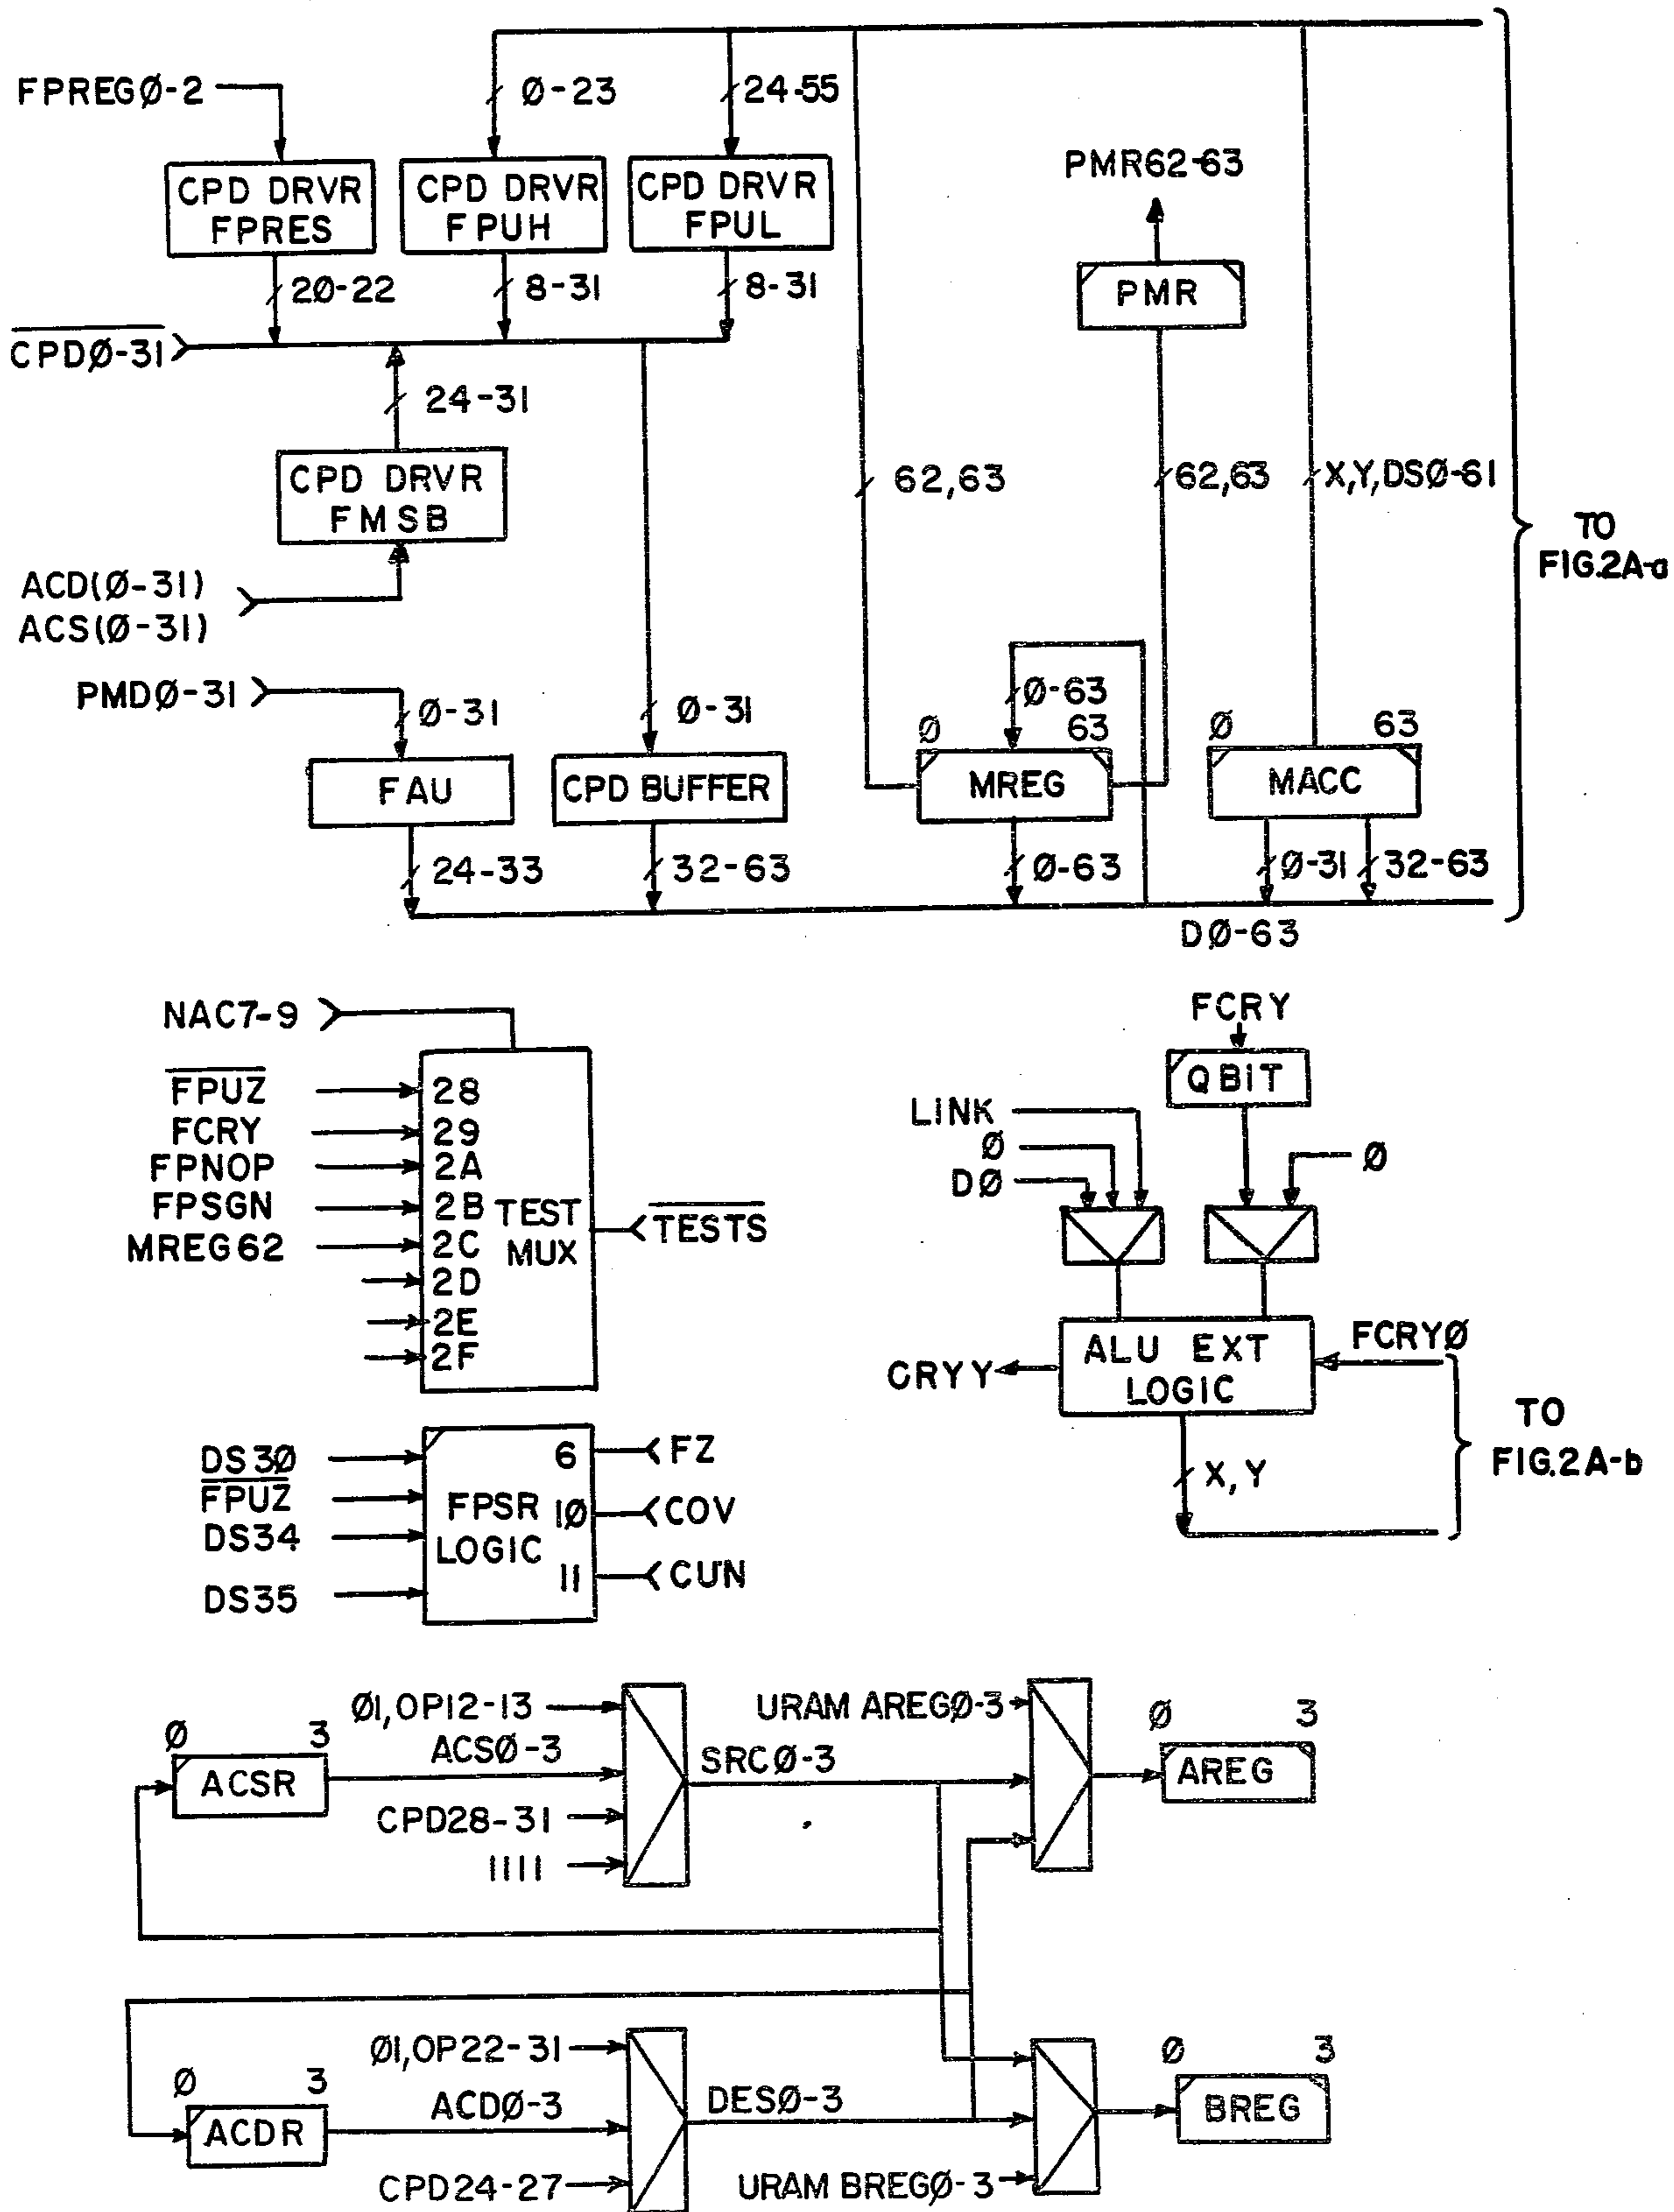 FPREGØ-2
Ø-23
24-55
CPD DRVR
FPRES
CPD DRVR
FPUH
CPD DRVR
FPUL
PMR62-63
20-22
8-31
8-31
PMR
CPDØ-31
24-31
CPD DRVR
FMSB
62,63
62,63
X,Y,DSØ-61
TO
FIG.2A-a
ACD(Ø-31)
ACS(Ø-31)
PMDØ-31
Ø-31
Ø-31
Ø-63
Ø
63
Ø
63
FAU
CPD BUFFER
MREG
MACC
24-33
32-63
Ø-63
Ø-31
32-63
DØ-63
NAC7-9
FPUZ
28
FCRY
29
FPNOP
2A
FPSGN
2B
MREG62
2C
2D
2E
2F
TEST
MUX
TESTS
FCRY
QBIT
LINK
Ø
DØ
Ø
ALU EXT
LOGIC
FCRYØ
CRYY
X,Y
TO
FIG.2A-b
DS30
FPUZ
DS34
DS35
FPSR
LOGIC
6
FZ
1Ø
COV
11
CUN
Ø1,OP12-13
URAM AREGØ-3
Ø
3
ACSR
ACSØ-3
SRCØ-3
Ø
3
AREG
CPD28-31
1111
Ø1,OP22-31
Ø
3
ACDR
ACDØ-3
DESØ-3
Ø
3
BREG
CPD24-27
URAM BREGØ-3